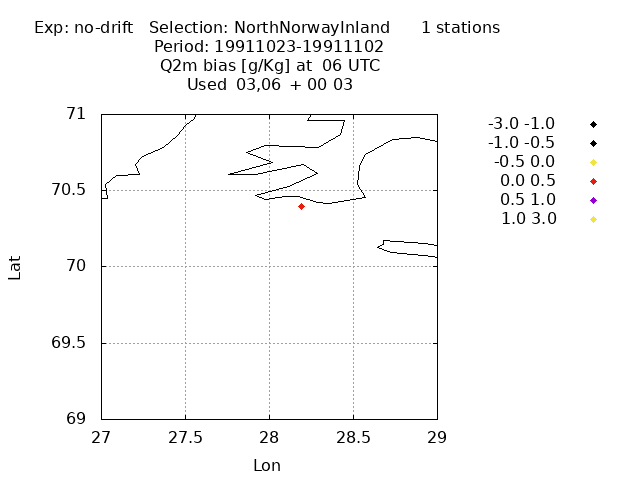 Exp: no-drift   Selection: NorthNorwayInland      1 stations
Period: 19911023-19911102
Q2m bias [g/Kg] at  06 UTC
Used  03,06  + 00 03
71
70.5
70
69.5
69
27
27.5
28
28.5
29
Lat
Lon
-3.0 -1.0
-1.0 -0.5
-0.5 0.0
0.0 0.5
0.5 1.0
1.0 3.0